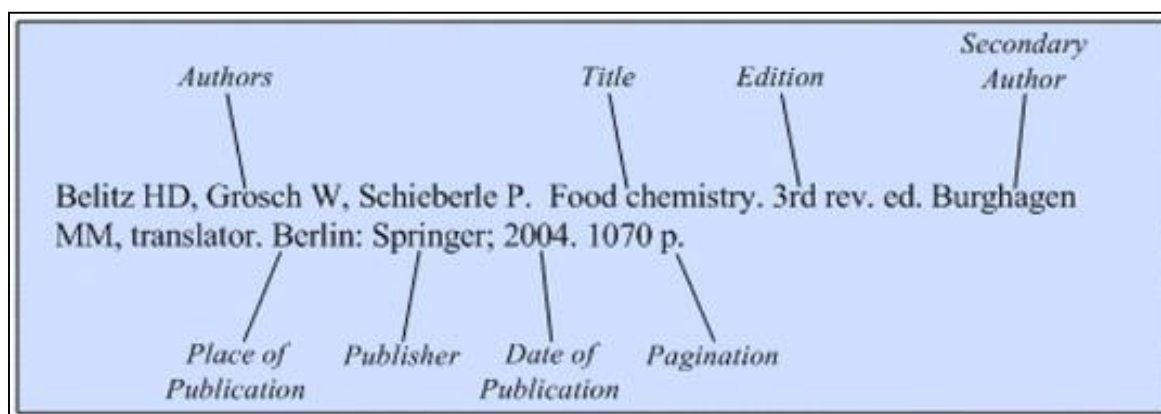 Secondary
Authors Title Edition Author
Belitz HD, Grosch W, Schieberle P.  Food chemistry. 3rd rev. ed. Burghagen
MM, translator. Berlin: Springer; 2004. 1070 p.
Place of Publisher Date of Pagination
Publication Publication